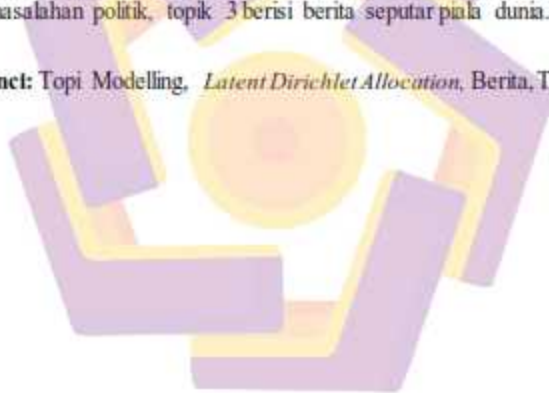 masalahan politik, topik 3 berisi berita seputar piala dunia.
nci: Topi Modelling, Latent Dirichlet Allocation, Berita, T